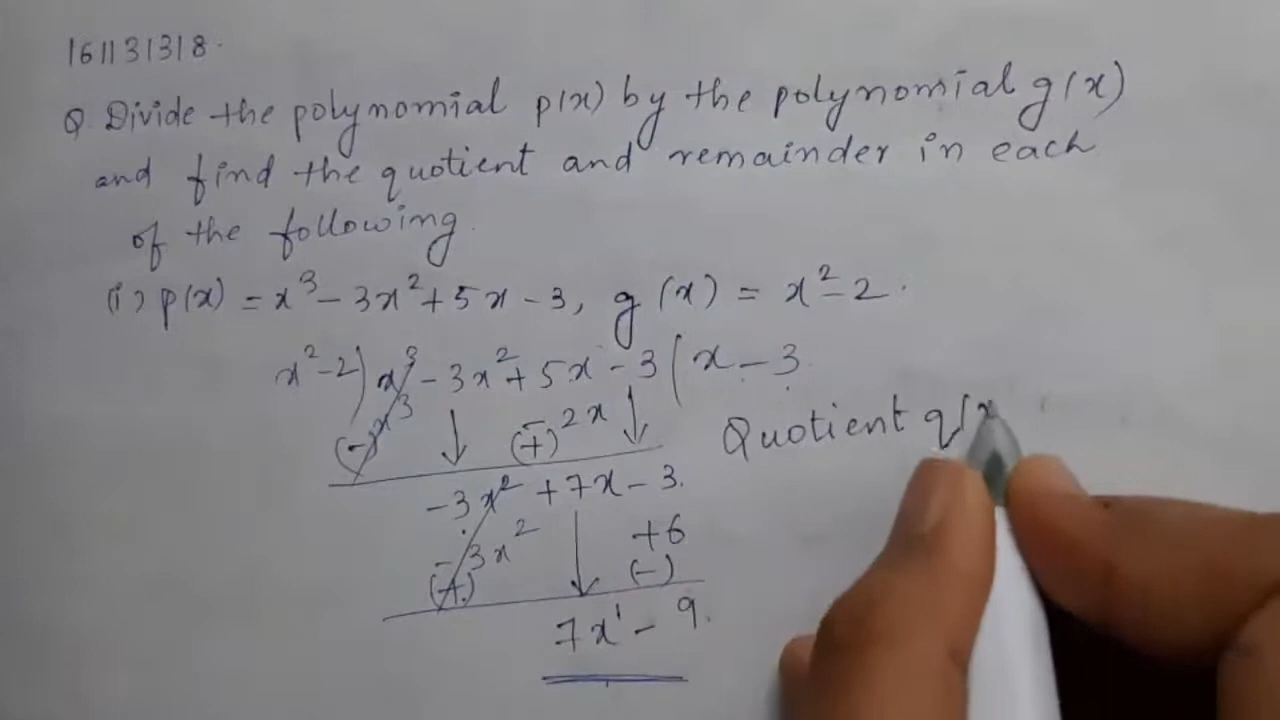 161131318.
Q Divide the polynomial p(x) by the polynomial g(x)
and find the quotient and remainder in each
of the following.
(i) p(x) = x³ - 3x² + 5x - 3, g(x) = x² - 2.
x² - 2) x³ - 3x² + 5x - 3 (x - 3
x³ - 2x
(-) (+)
-3x² + 7x - 3.
-3x² + 6
(+) (-)
7x¹ - 9.
Quotient q(x